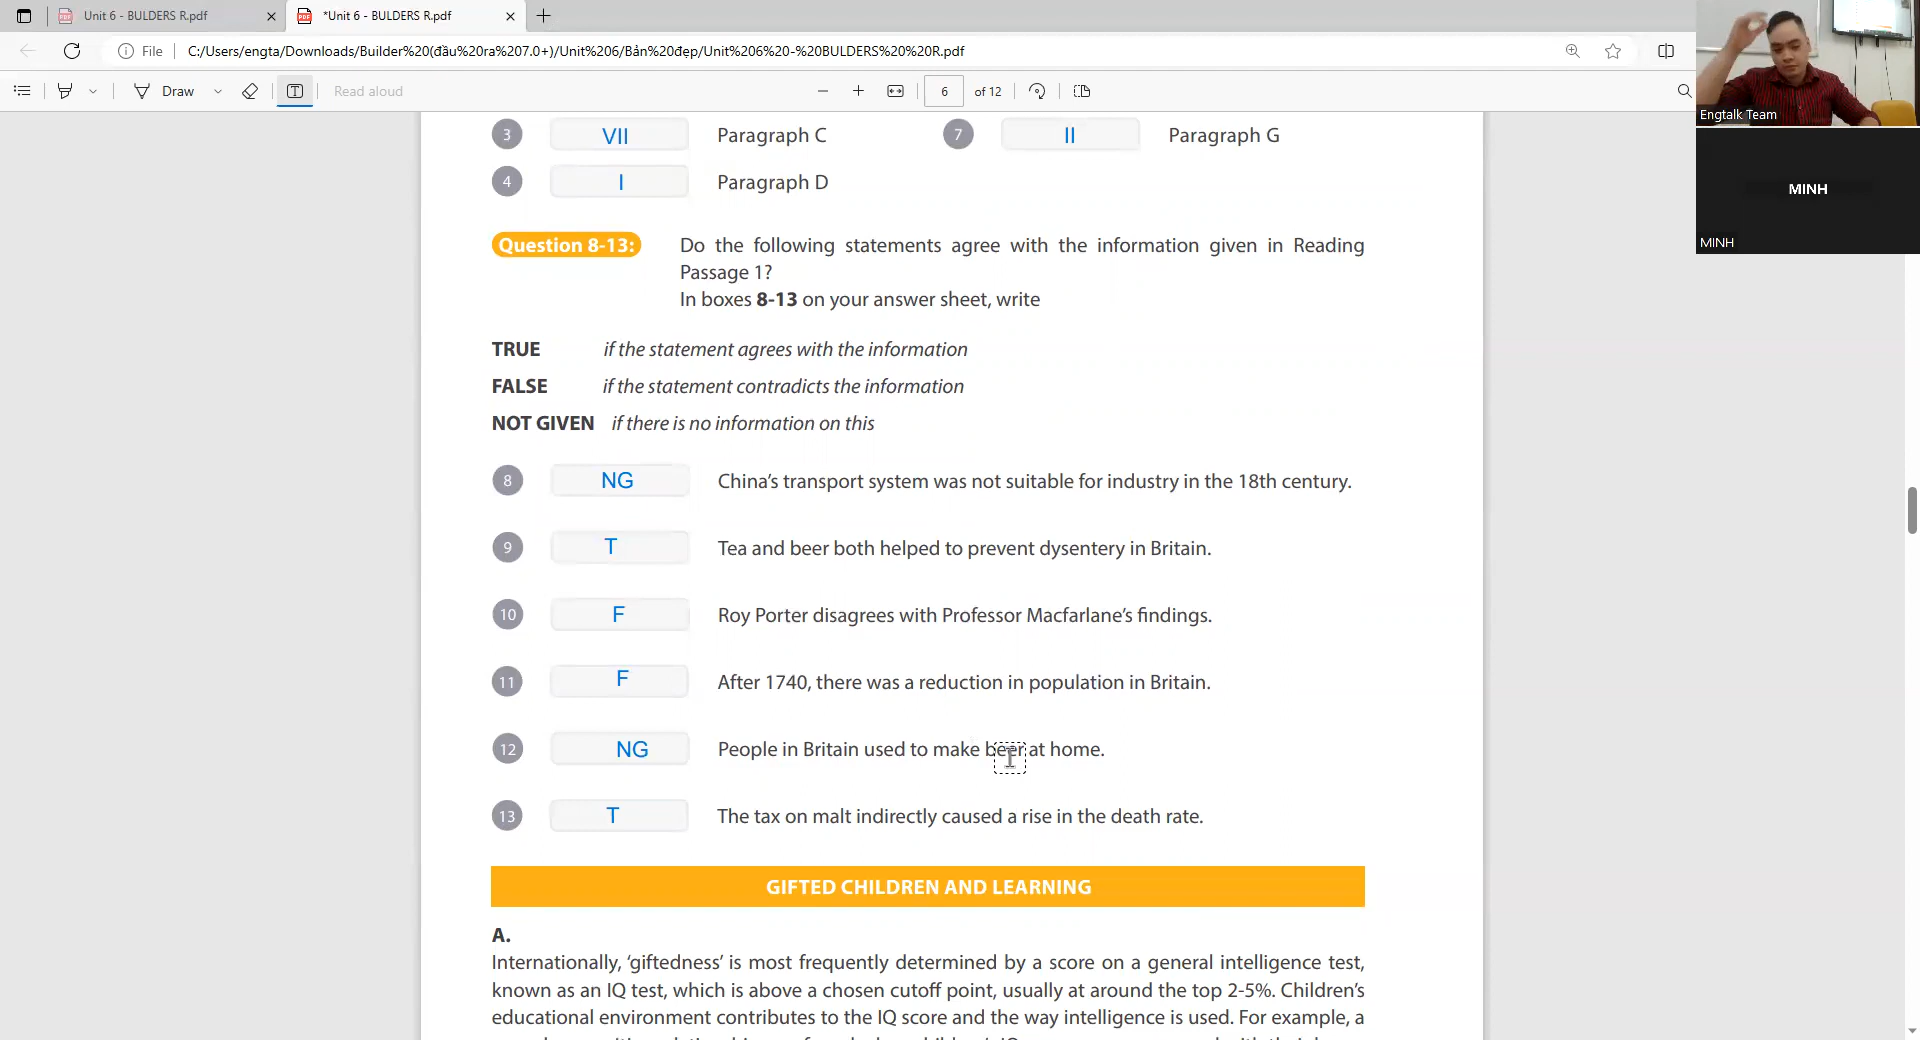 Unit 6 - BULDERS R.pdf
*Unit 6 - BULDERS R.pdf
File
C:/Users/engta/Downloads/Builder%20(đầu%20ra%207.0+)/Unit%206/Bản%20đẹp/Unit%206%20-%20BULDERS%20%20R.pdf
Draw
Read aloud
6 of 12
Engtalk Team
MINH
MINH
3 VII Paragraph C
7 II Paragraph G
4 I Paragraph D
Question 8-13: Do the following statements agree with the information given in Reading
Passage 1?
In boxes 8-13 on your answer sheet, write
TRUE if the statement agrees with the information
FALSE if the statement contradicts the information
NOT GIVEN if there is no information on this
8 NG China’s transport system was not suitable for industry in the 18th century.
9 T Tea and beer both helped to prevent dysentery in Britain.
10 F Roy Porter disagrees with Professor Macfarlane’s findings.
11 F After 1740, there was a reduction in population in Britain.
12 NG People in Britain used to make beer at home.
13 T The tax on malt indirectly caused a rise in the death rate.
GIFTED CHILDREN AND LEARNING
A.
Internationally, ‘giftedness’ is most frequently determined by a score on a general intelligence test,
known as an IQ test, which is above a chosen cutoff point, usually at around the top 2-5%. Children’s
educational environment contributes to the IQ score and the way intelligence is used. For example, a